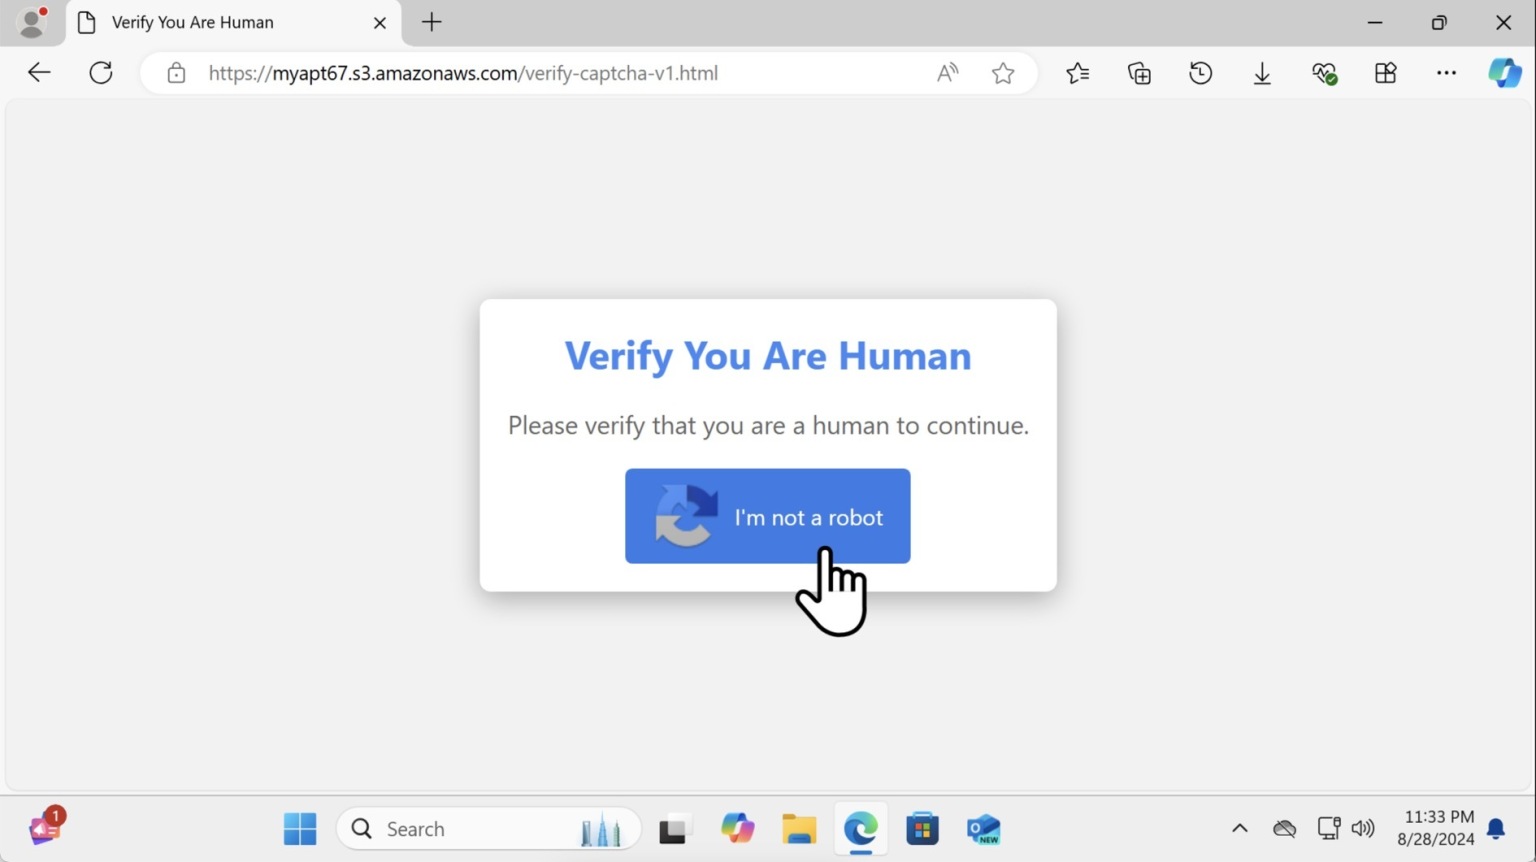 Verify You Are Human
https://myapt67.s3.amazonaws.com/verify-captcha-v1.html
Verify You Are Human
Please verify that you are a human to continue.
I'm not a robot
1
Search
NEW
11:33 PM
8/28/2024